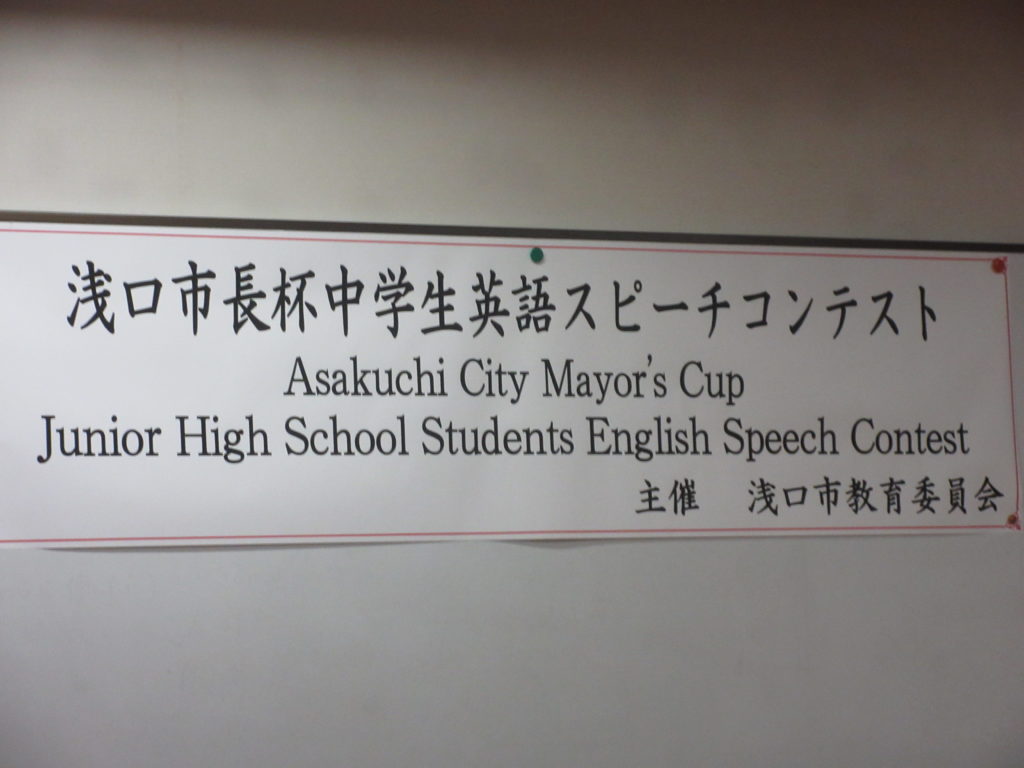 浅口市長杯中学生英語スピーチコンテスト
Asakuchi City Mayor's Cup
Junior High School Students English Speech Contest
主催　浅口市教育委員会